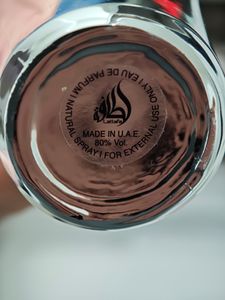 Lattafa
MADE IN U.A.E.
80% Vol.
NATURAL SPRAY | FOR EXTERNAL USE ONLY | EAU DE PARFUM |